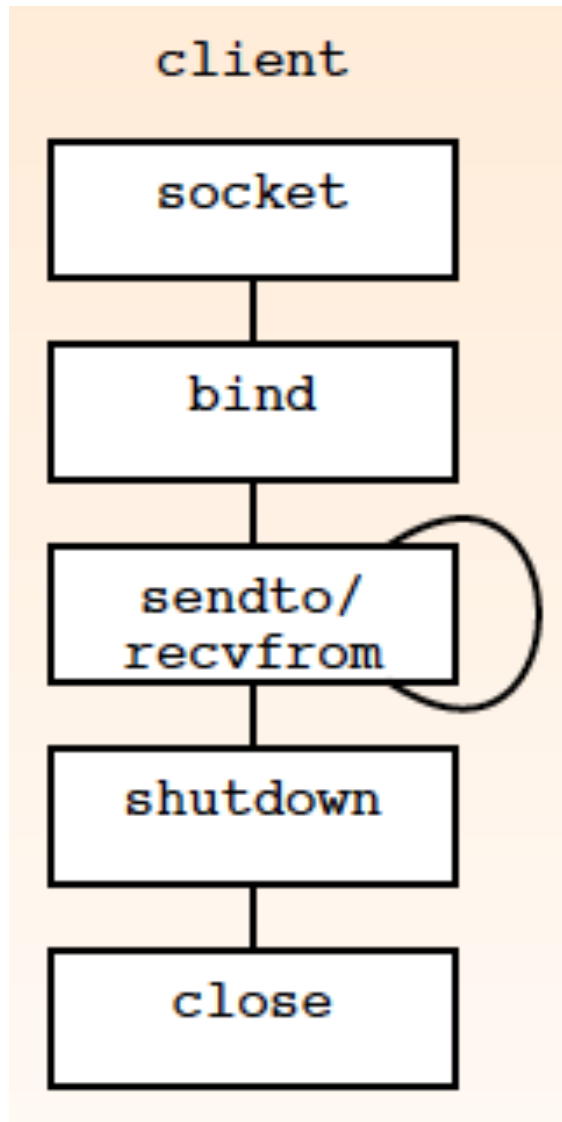 client
socket
bind
sendto/
recvfrom
shutdown
close